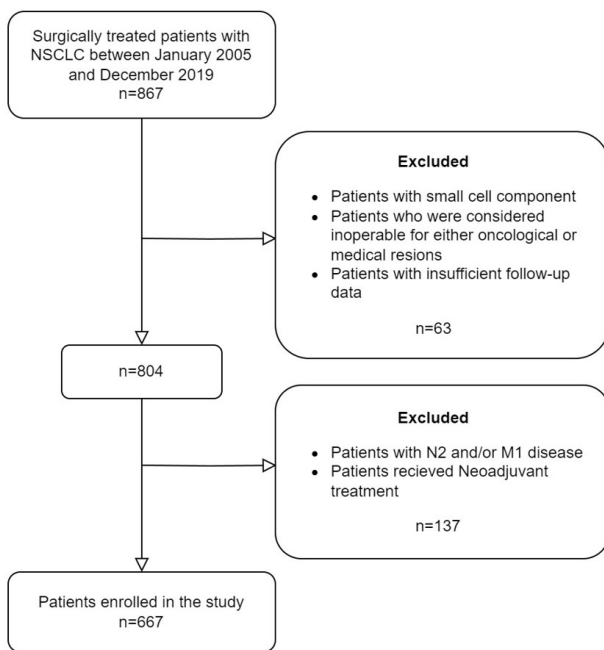 Surgically treated patients with
NSCLC between January 2005
and December 2019
n=867
Excluded
• Patients with small cell component
• Patients who were considered
inoperable for either oncological or
medical resions
• Patients with insufficient follow-up
data
n=63
n=804
Excluded
• Patients with N2 and/or M1 disease
• Patients recieved Neoadjuvant
treatment
n=137
Patients enrolled in the study
n=667